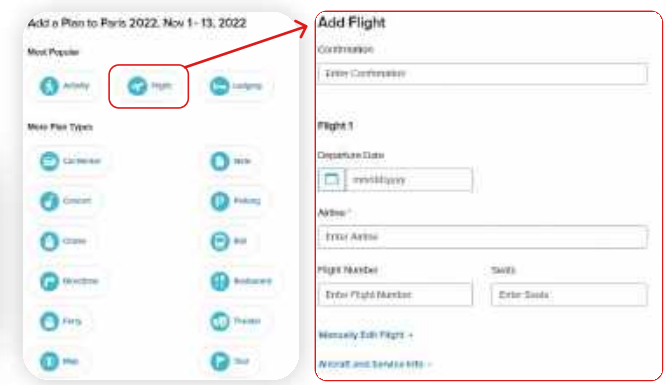 Add a Plan to Paris 2022, Nov 1 - 13, 2022
Most Popular
Activity
Flight
Lodging
More Plan Types
Car Rental
Note
Concert
Parking
Cruise
Rail
Directions
Restaurant
Ferry
Theater
Map
Tour
Add Flight
Confirmation
Enter Confirmation
Flight 1
Departure Date
mm/dd/yyyy
Airline *
Enter Airline
Flight Number
Seats
Enter Flight Number
Enter Seats
Manually Edit Flight +
Aircraft and Service Info +